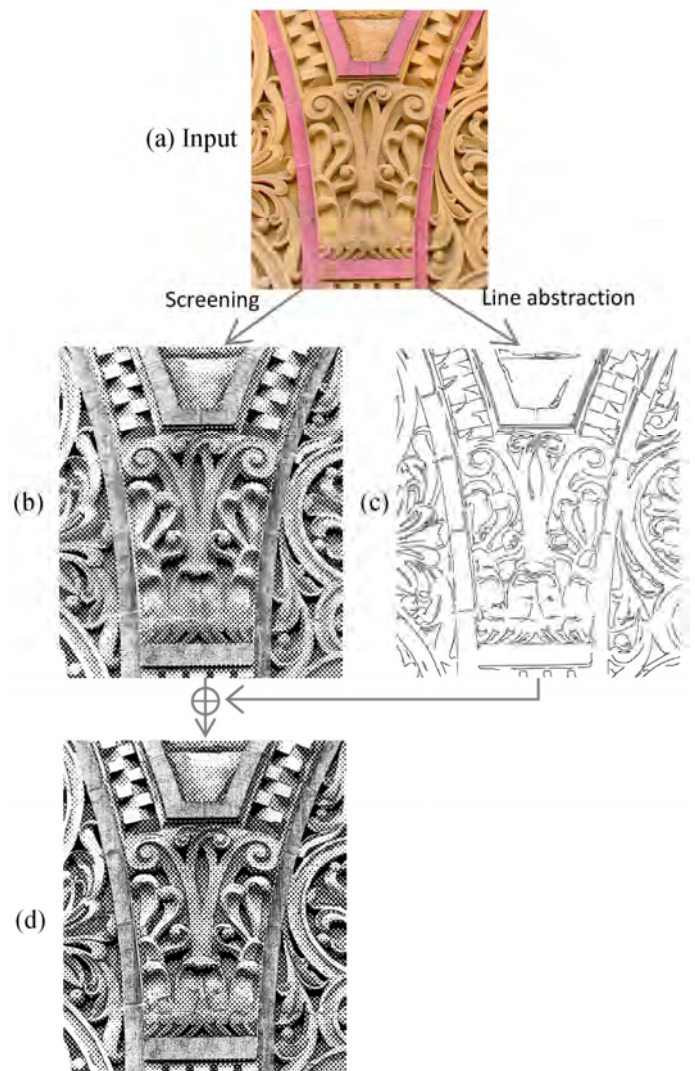 (a) Input
Screening
Line abstraction
(b)
(c)
(d)